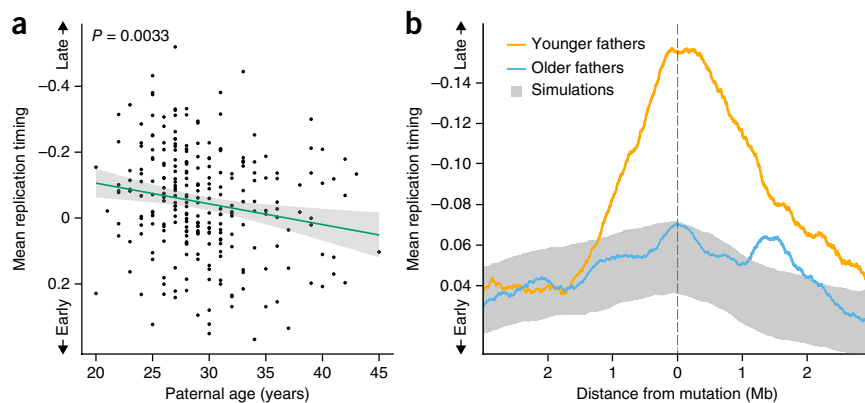 a
P = 0.0033
Late
−0.4
−0.2
0
0.2
Early
Mean replication timing
20 25 30 35 40 45
Paternal age (years)
b
Younger fathers
Older fathers
Simulations
Late
−0.14
−0.12
−0.10
−0.08
0.06
0.04
Early
Mean replication timing
2 1 0 1 2
Distance from mutation (Mb)